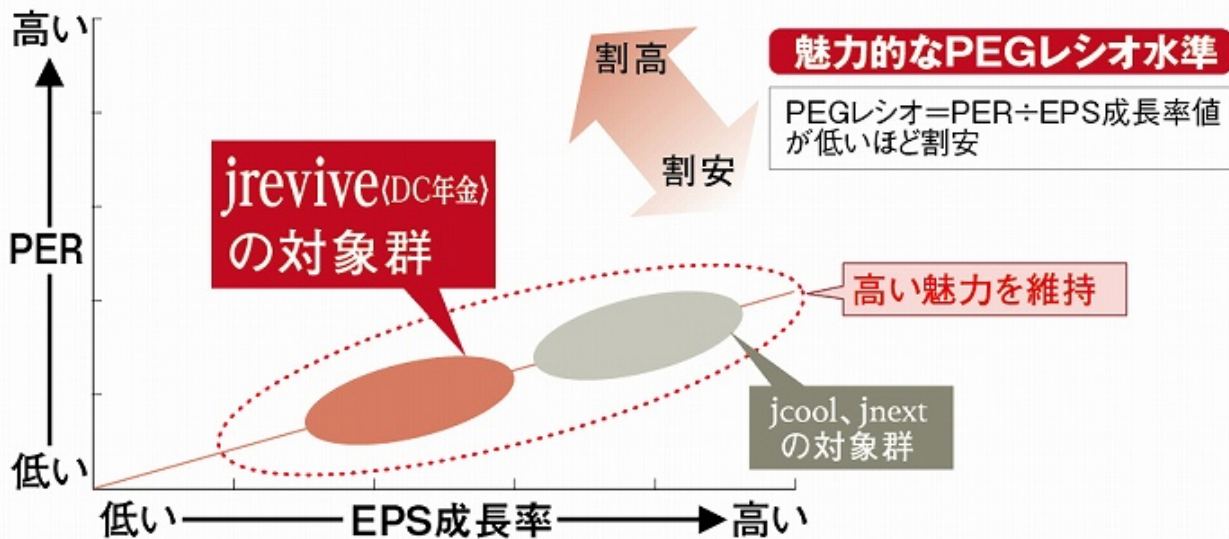 高い
PER
低い
低い
EPS成長率
高い
jrevive〈DC年金〉
の対象群
割高
割安
魅力的なPEGレシオ水準
PEGレシオ=PER÷EPS成長率値
が低いほど割安
高い魅力を維持
jcool、jnext
の対象群